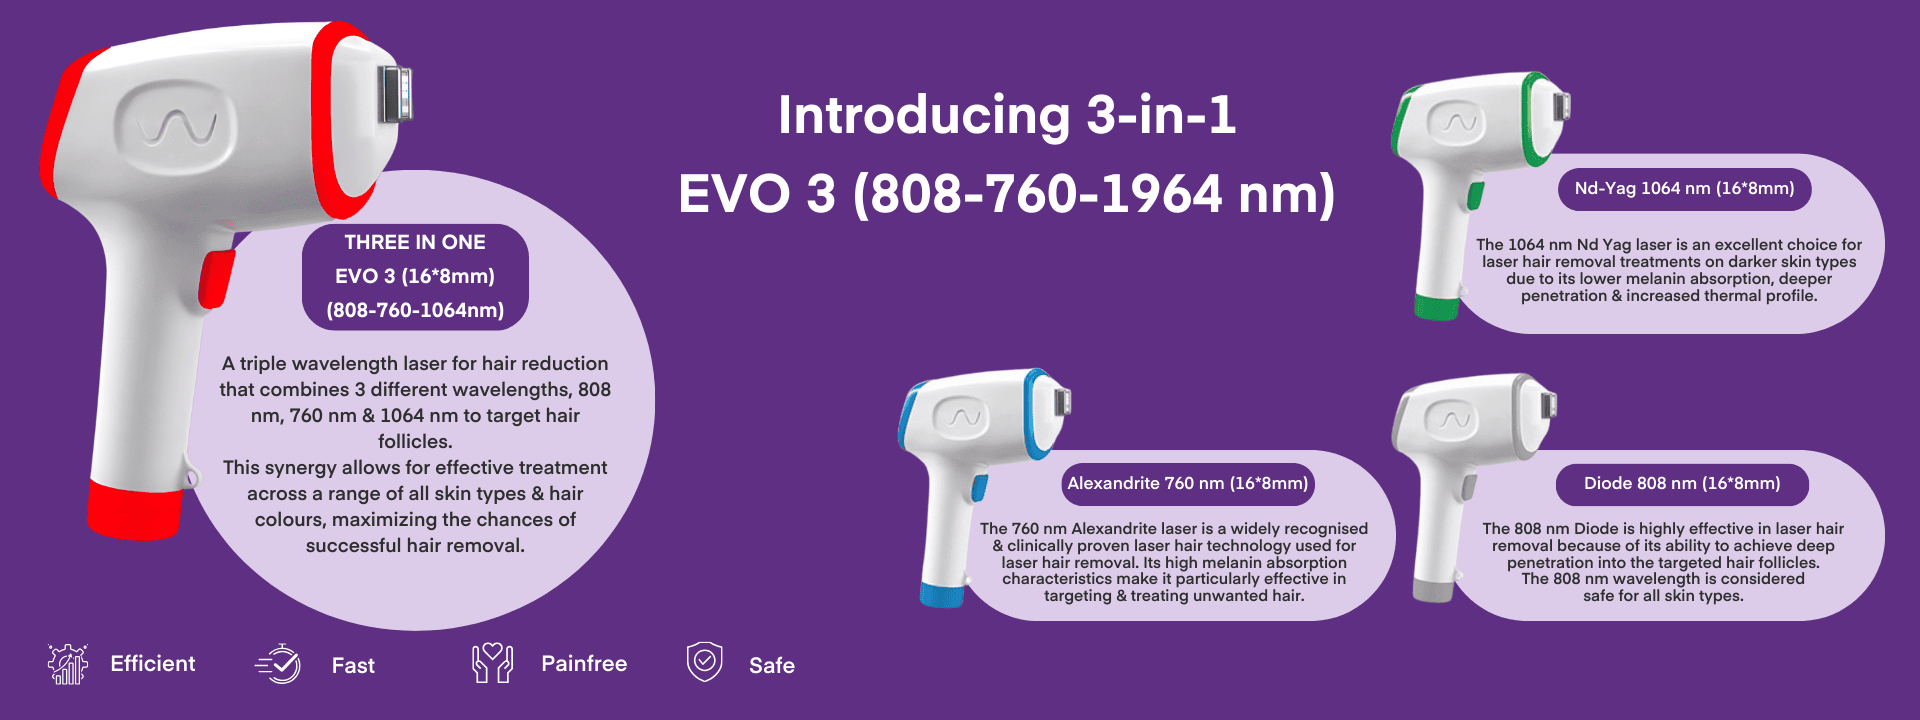 Introducing 3-in-1
EVO 3 (808-760-1964 nm)
THREE IN ONE
EVO 3 (16*8mm)
(808-760-1064nm)
A triple wavelength laser for hair reduction
that combines 3 different wavelengths, 808
nm, 760 nm & 1064 nm to target hair
follicles.
This synergy allows for effective treatment
across a range of all skin types & hair
colours, maximizing the chances of
successful hair removal.
Nd-Yag 1064 nm (16*8mm)
The 1064 nm Nd Yag laser is an excellent choice for
laser hair removal treatments on darker skin types
due to its lower melanin absorption, deeper
penetration & increased thermal profile.
Alexandrite 760 nm (16*8mm)
The 760 nm Alexandrite laser is a widely recognised
& clinically proven laser hair technology used for
laser hair removal. Its high melanin absorption
characteristics make it particularly effective in
targeting & treating unwanted hair.
Diode 808 nm (16*8mm)
The 808 nm Diode is highly effective in laser hair
removal because of its ability to achieve deep
penetration into the targeted hair follicles.
The 808 nm wavelength is considered
safe for all skin types.
Efficient
Fast
Painfree
Safe